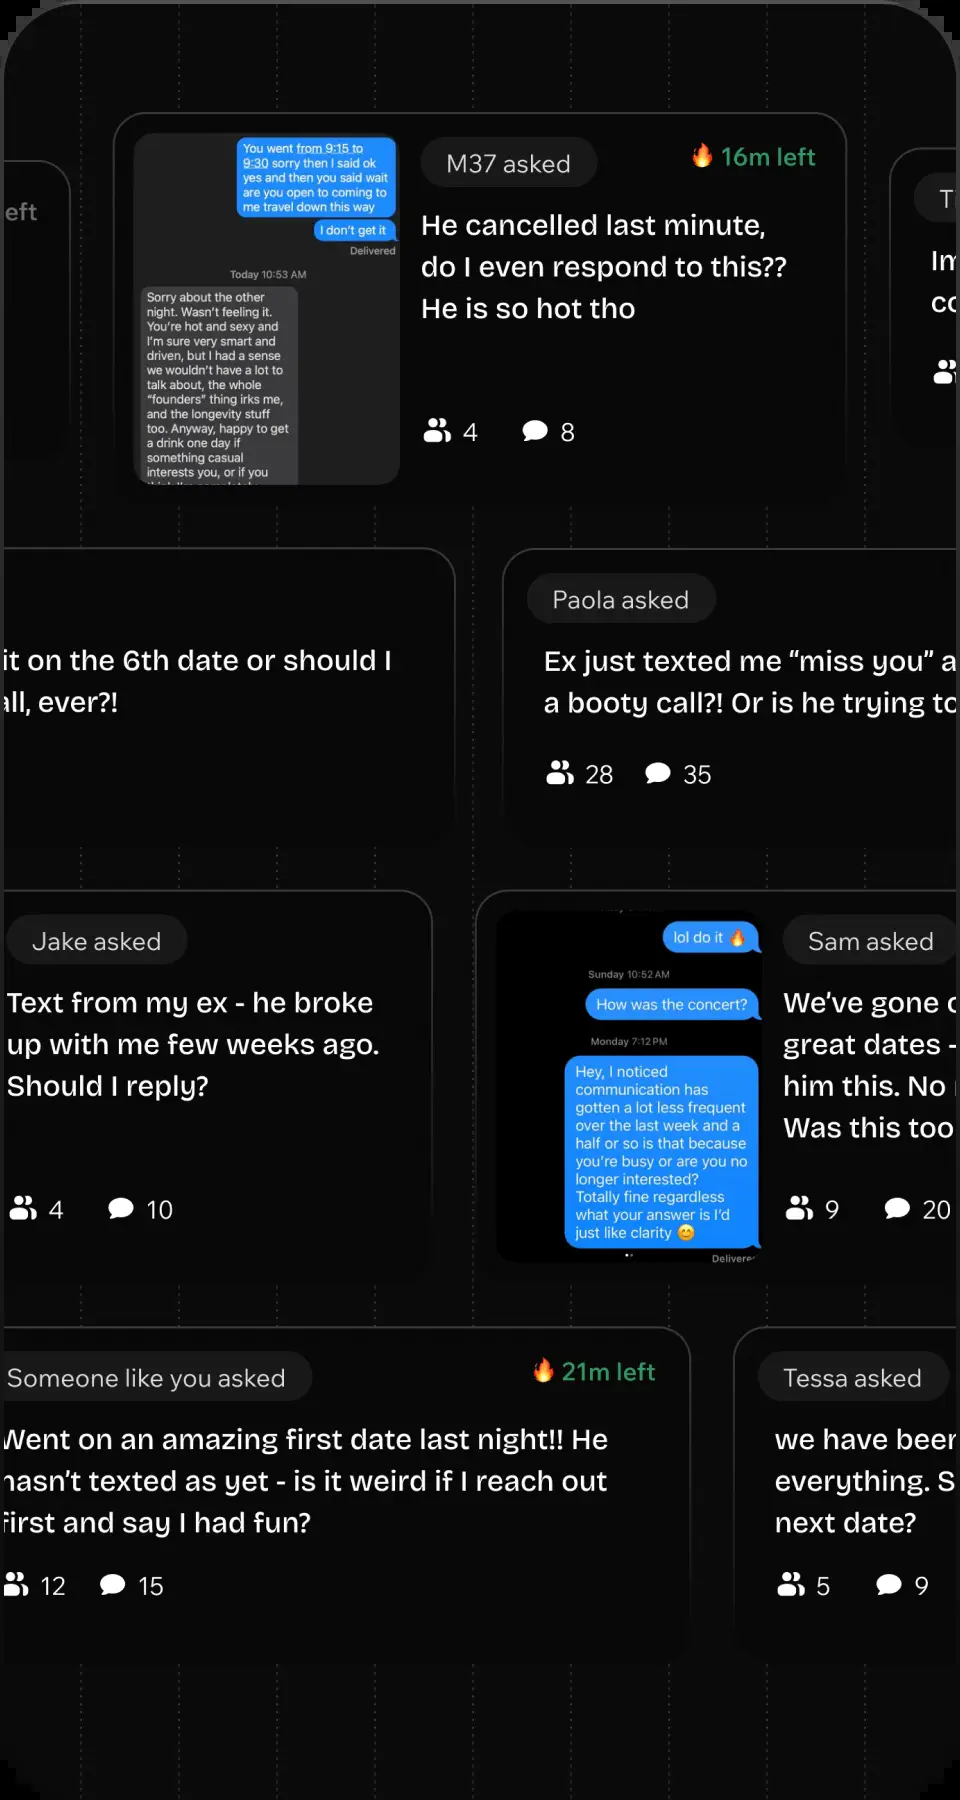 eft
You went from 9:15 to
9:30 sorry then I said ok
yes and then you said wait
are you open to coming to
me travel down this way
I don't get it
Delivered
Today 10:53 AM
Sorry about the other
night. Wasn't feeling it.
You're hot and sexy and
I'm sure very smart and
driven, but I had a sense
we wouldn't have a lot to
talk about, the whole
“founders” thing irks me,
and the longevity stuff
too. Anyway, happy to get
a drink one day if
something casual
interests you, or if you
M37 asked
🔥 16m left
He cancelled last minute,
do I even respond to this??
He is so hot tho
4 8
it on the 6th date or should I
all, ever?!
Paola asked
Ex just texted me “miss you” a
a booty call?! Or is he trying to
28 35
Jake asked
Text from my ex - he broke
up with me few weeks ago.
Should I reply?
4 10
lol do it 🔥
Sunday 10:52 AM
How was the concert?
Monday 7:12 PM
Hey, I noticed
communication has
gotten a lot less frequent
over the last week and a
half or so is that because
you're busy or are you no
longer interested?
Totally fine regardless
what your answer is I'd
just like clarity 😊
Delivered
Sam asked
We've gone
great dates -
him this. No
Was this too
9 20
Someone like you asked
🔥 21m left
Went on an amazing first date last night!! He
hasn't texted as yet - is it weird if I reach out
first and say I had fun?
12 15
Tessa asked
we have been
everything. S
next date?
5 9